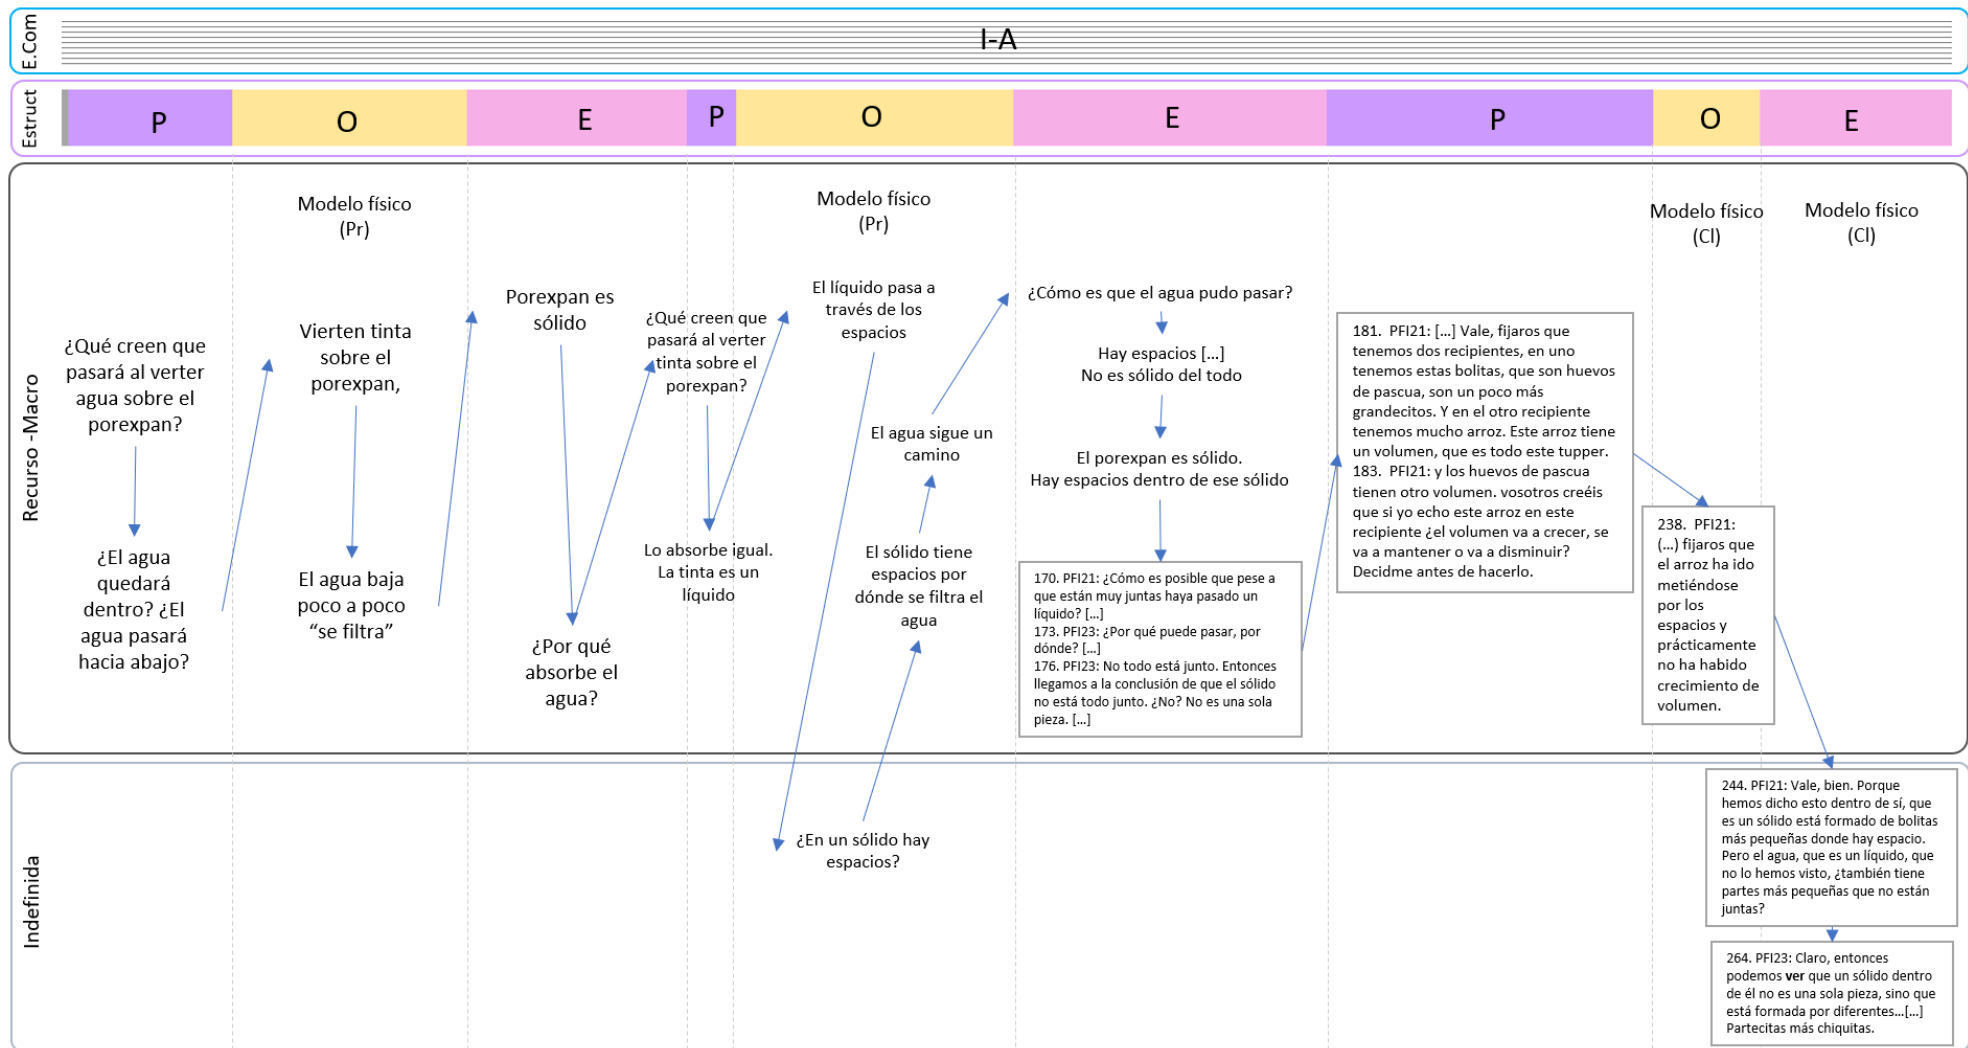 E.Com
I-A
Estruct
P
O
E
P
O
E
P
O
E
Recurso -Macro
¿Qué creen que
pasará al verter
agua sobre el
porexpan?
¿El agua
quedará
dentro? ¿El
agua pasará
hacia abajo?
Modelo físico
(Pr)
Vierten tinta
sobre el
porexpan,
El agua baja
poco a poco
“se filtra”
Porexpan es
sólido
¿Por qué
absorbe el
agua?
¿Qué creen que
pasará al verter
tinta sobre el
porexpan?
Lo absorbe igual.
La tinta es un
líquido
Modelo físico
(Pr)
El líquido pasa a
través de los
espacios
¿En un sólido hay
espacios?
El sólido tiene
espacios por
dónde se filtra el
agua
El agua sigue un
camino
¿Cómo es que el agua pudo pasar?
Hay espacios [...]
No es sólido del todo
El porexpan es sólido.
Hay espacios dentro de ese sólido
170. PFI21: ¿Cómo es posible que pese a
que están muy juntas haya pasado un
líquido? [...]
173. PFI23: ¿Por qué puede pasar, por
dónde? [...]
176. PFI23: No todo está junto. Entonces
llegamos a la conclusión de que el sólido
no está todo junto. ¿No? No es una sola
pieza. [...]
181. PFI21: [...] Vale, fijaros que
tenemos dos recipientes, en uno
tenemos estas bolitas, que son huevos
de pascua, son un poco más
grandecitos. Y en el otro recipiente
tenemos mucho arroz. Este arroz tiene
un volumen, que es todo este tupper.
183. PFI21: y los huevos de pascua
tienen otro volumen. vosotros creéis
que si yo echo este arroz en este
recipiente ¿el volumen va a crecer, se
va a mantener o va a disminuir?
Decidme antes de hacerlo.
Modelo físico
(Cl)
238. PFI21:
(...) fijaros que
el arroz ha ido
metiéndose
por los
espacios y
prácticamente
no ha habido
crecimiento de
volumen.
Modelo físico
(Cl)
Indefinida
244. PFI21: Vale, bien. Porque
hemos dicho esto dentro de sí, que
es un sólido está formado de bolitas
más pequeñas donde hay espacio.
Pero el agua, que es un líquido, que
no lo hemos visto, ¿también tiene
partes más pequeñas que no están
juntas?
264. PFI23: Claro, entonces
podemos ver que un sólido dentro
de él no es una sola pieza, sino que
está formada por diferentes...[...]
Partecitas más chiquitas.